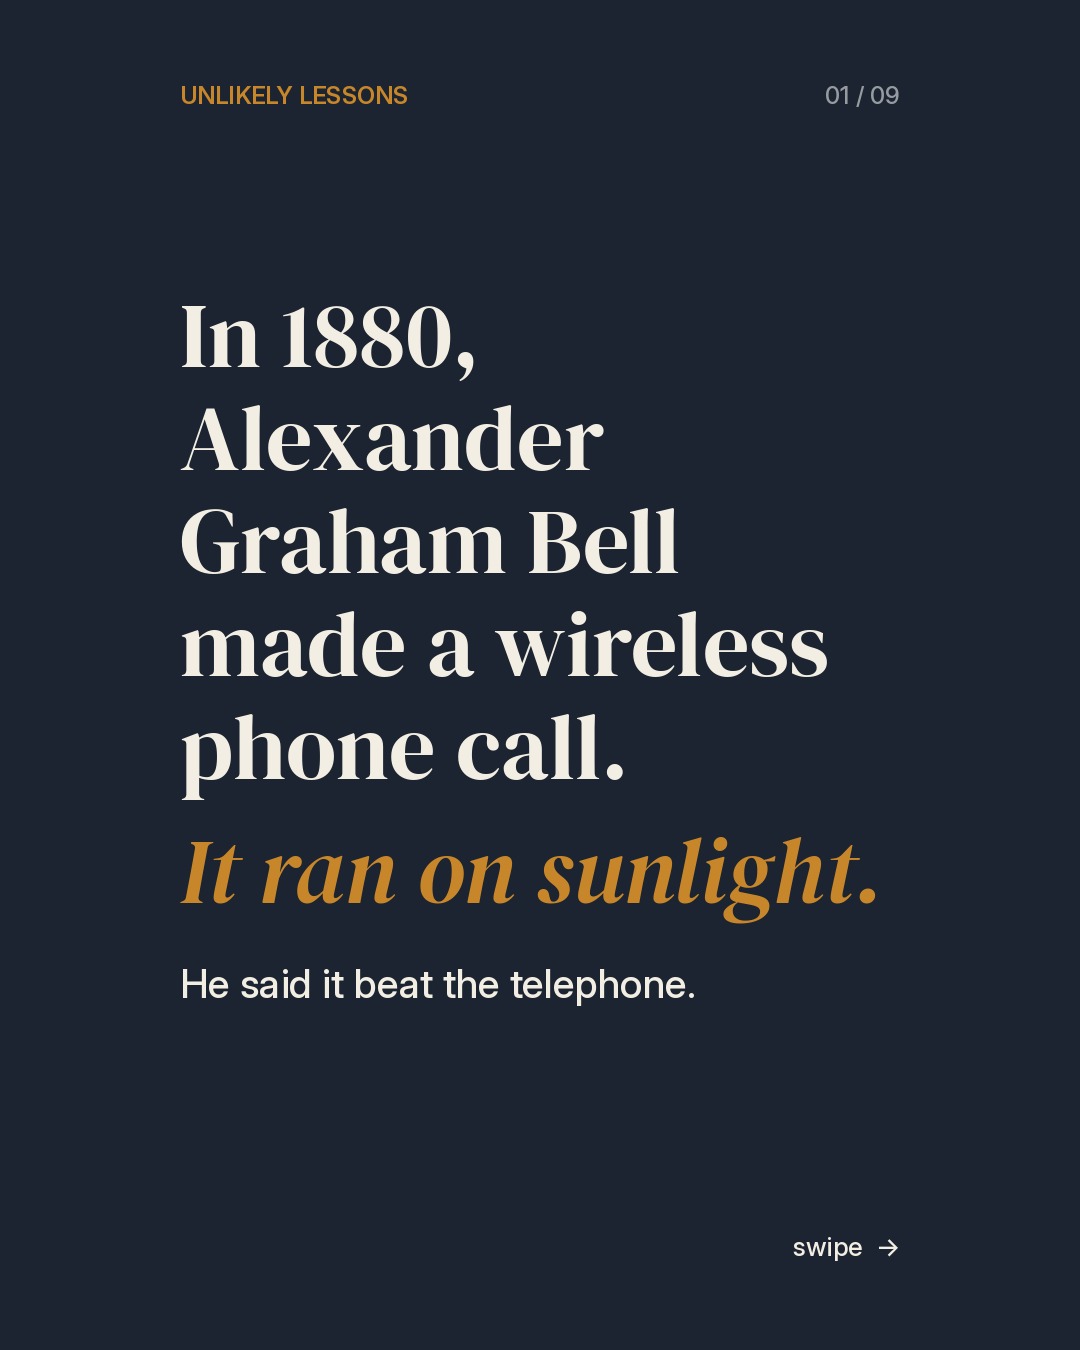 UNLIKELY LESSONS
01 / 09
In 1880,
Alexander
Graham Bell
made a wireless
phone call.
It ran on sunlight.
He said it beat the telephone.
swipe →